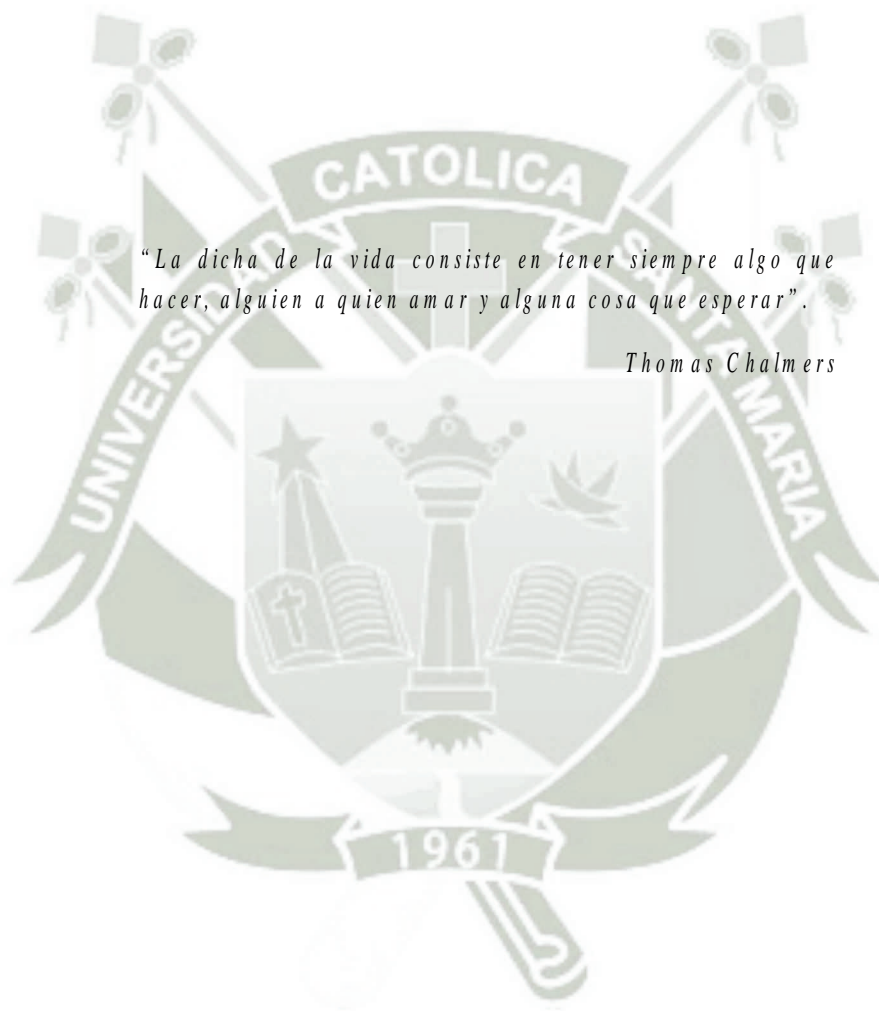 CATOLICA
UNIVERSIDAD
SANTA MARIA
“La dicha de la vida consiste en tener siempre algo que
hacer, alguien a quien amar y alguna cosa que esperar”.
Thomas Chalmers
1961